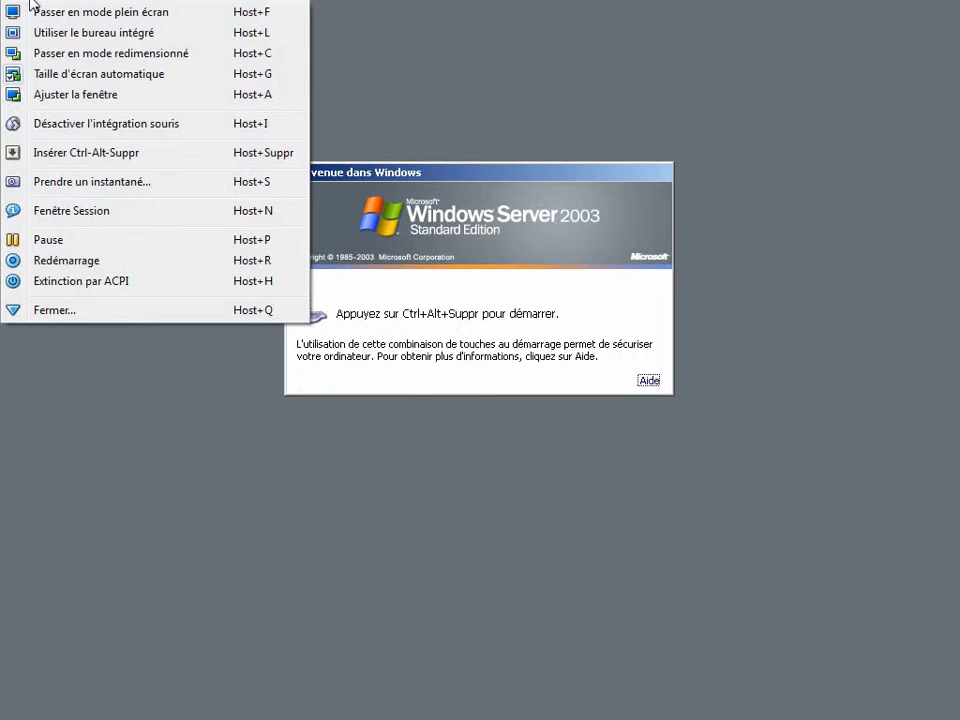 Passer en mode plein écran Host+F
Utiliser le bureau intégré Host+L
Passer en mode redimensionné Host+C
Taille d'écran automatique Host+G
Ajuster la fenêtre Host+A
Désactiver l'intégration souris Host+I
Insérer Ctrl-Alt-Suppr Host+Suppr
Prendre un instantané... Host+S
Fenêtre Session Host+N
Pause Host+P
Redémarrage Host+R
Extinction par ACPI Host+H
Fermer... Host+Q
venue dans Windows
Microsoft
Windows Server 2003
Standard Edition
ight © 1985-2003 Microsoft Corporation Microsoft
Appuyez sur Ctrl+Alt+Suppr pour démarrer.
L'utilisation de cette combinaison de touches au démarrage permet de sécuriser
votre ordinateur. Pour obtenir plus d'informations, cliquez sur Aide.
Aide